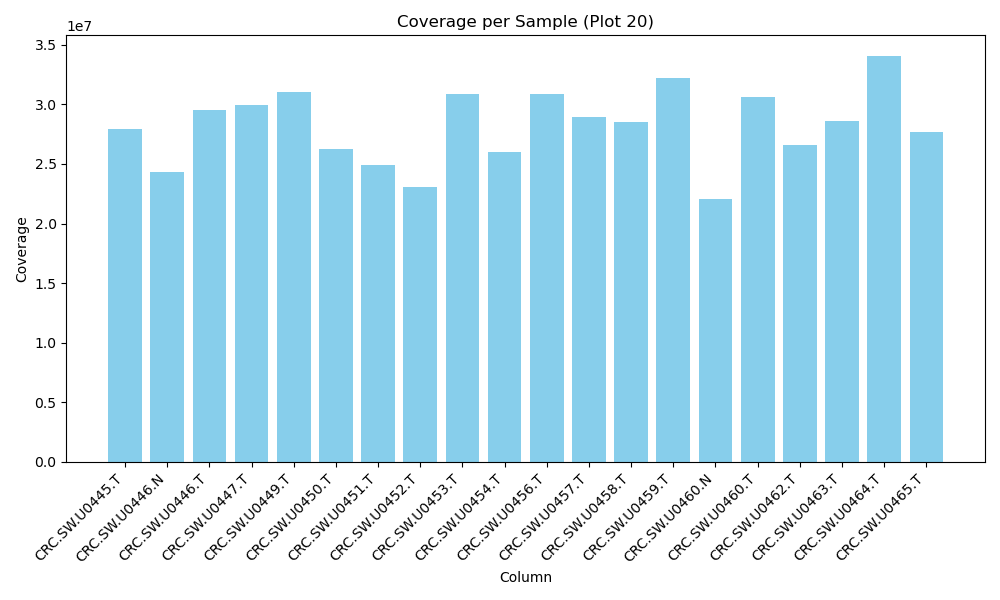 Coverage per Sample (Plot 20)
1e7
3.5
3.0
2.5
2.0
1.5
1.0
0.5
0.0
Coverage
CRC.SW.U0445.T
CRC.SW.U0446.N
CRC.SW.U0446.T
CRC.SW.U0447.T
CRC.SW.U0449.T
CRC.SW.U0450.T
CRC.SW.U0451.T
CRC.SW.U0452.T
CRC.SW.U0453.T
CRC.SW.U0454.T
CRC.SW.U0456.T
CRC.SW.U0457.T
CRC.SW.U0458.T
CRC.SW.U0459.T
CRC.SW.U0460.N
CRC.SW.U0460.T
CRC.SW.U0462.T
CRC.SW.U0463.T
CRC.SW.U0464.T
CRC.SW.U0465.T
Column